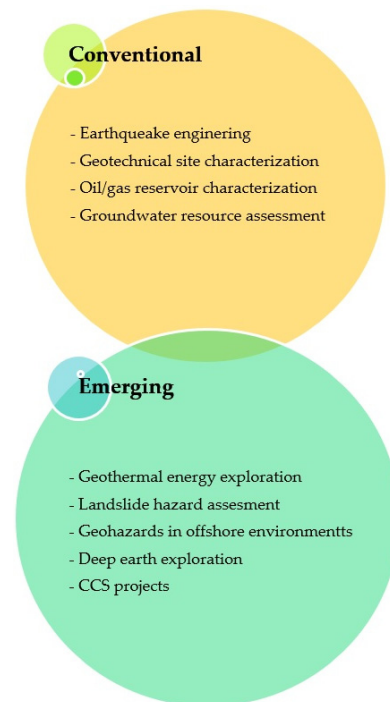 Conventional
- Earthqueake enginering
- Geotechnical site characterization
- Oil/gas reservoir characterization
- Groundwater resource assessment
Emerging
- Geothermal energy exploration
- Landslide hazard assesment
- Geohazards in offshore environmentts
- Deep earth exploration
- CCS projects